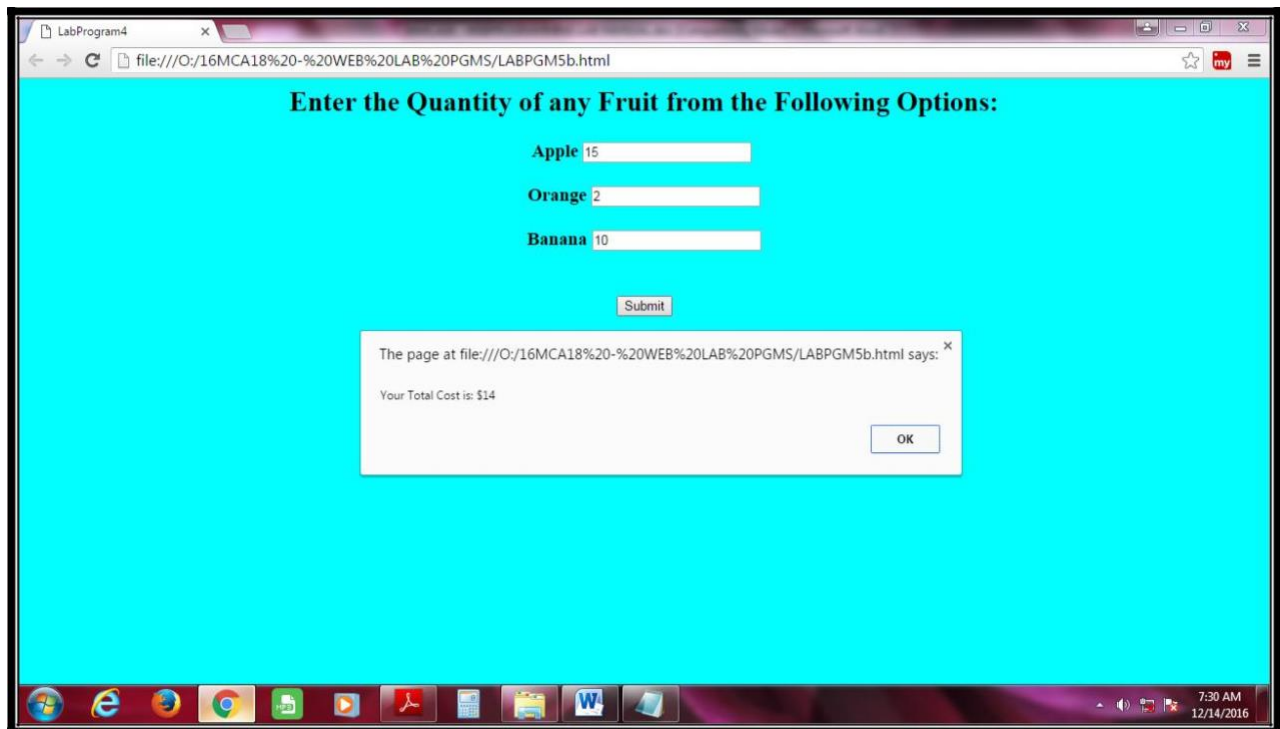 LabProgram4
file:///O:/16MCA18%20-%20WEB%20LAB%20PGMS/LABPGM5b.html
my
Enter the Quantity of any Fruit from the Following Options:
Apple 15
Orange 2
Banana 10
Submit
The page at file:///O:/16MCA18%20-%20WEB%20LAB%20PGMS/LABPGM5b.html says:
Your Total Cost is: $14
OK
7:30 AM
12/14/2016